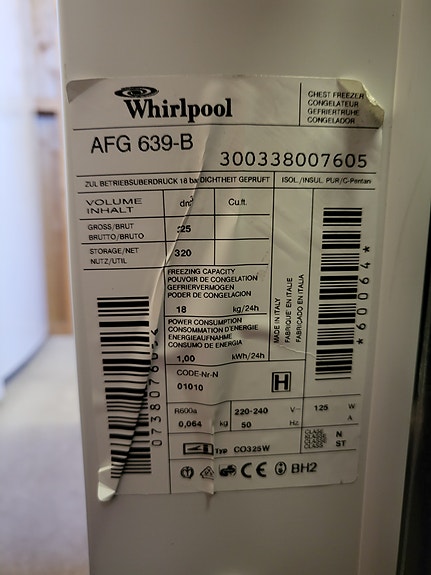 Whirlpool
CHEST FREEZER
CONGELATEUR
GEFRIERTRUHE
CONGELADOR
AFG 639-B
300338007605
ZUL BETRIEBSUBERDRUCK 18 bar DICHTHEIT GEPRUFT
ISOL/INSUL PUR/C-Pentan
VOLUME
INHALT
dm³
Cu.ft.
GROSS/BRUT
BRUTTO/BRUTO
325
STORAGE/NET
NUTZ/UTIL
320
FREEZING CAPACITY
POUVOIR DE CONGELATION
GEFRIERVERMOGEN
PODER DE CONGELACION
18 kg/24h
POWER CONSUMPTION
CONSOMMATION D'ENERGIE
ENERGIEAUFNAHME
CONSUMO DE ENERGIA
1,00 kWh/24h
MADE IN ITALY
FABRIQUE EN ITALIE
FABRICADO EN ITALIA
*60064*
CODE-Nr-N
01010
H
R600a
0,064 kg
220-240 V~
50 Hz
125 W
A
CLASE
CLASSE
KLASSE
N
ST
TYP CO325W
BH2